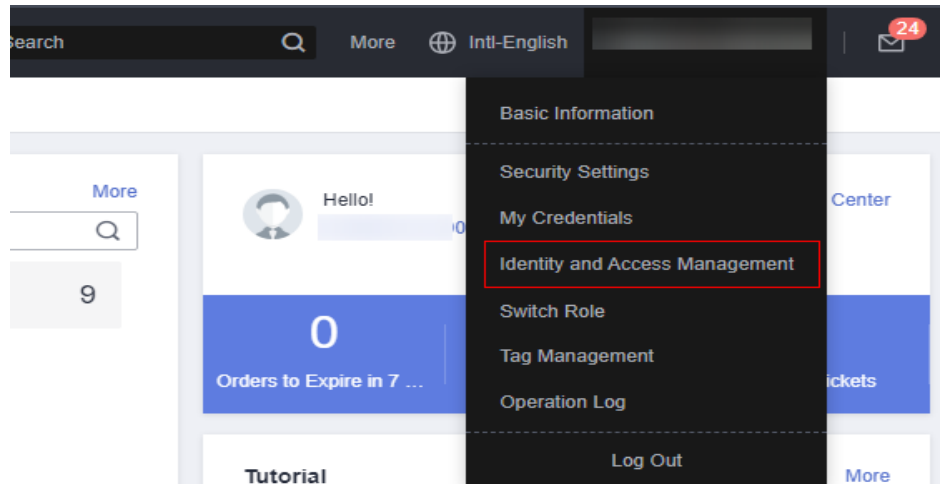 Search
More
Intl-English
24
Basic Information
Security Settings
My Credentials
Identity and Access Management
Switch Role
Tag Management
Operation Log
Log Out
More
9
Hello!
Center
0
Orders to Expire in 7 ...
ickets
Tutorial
More